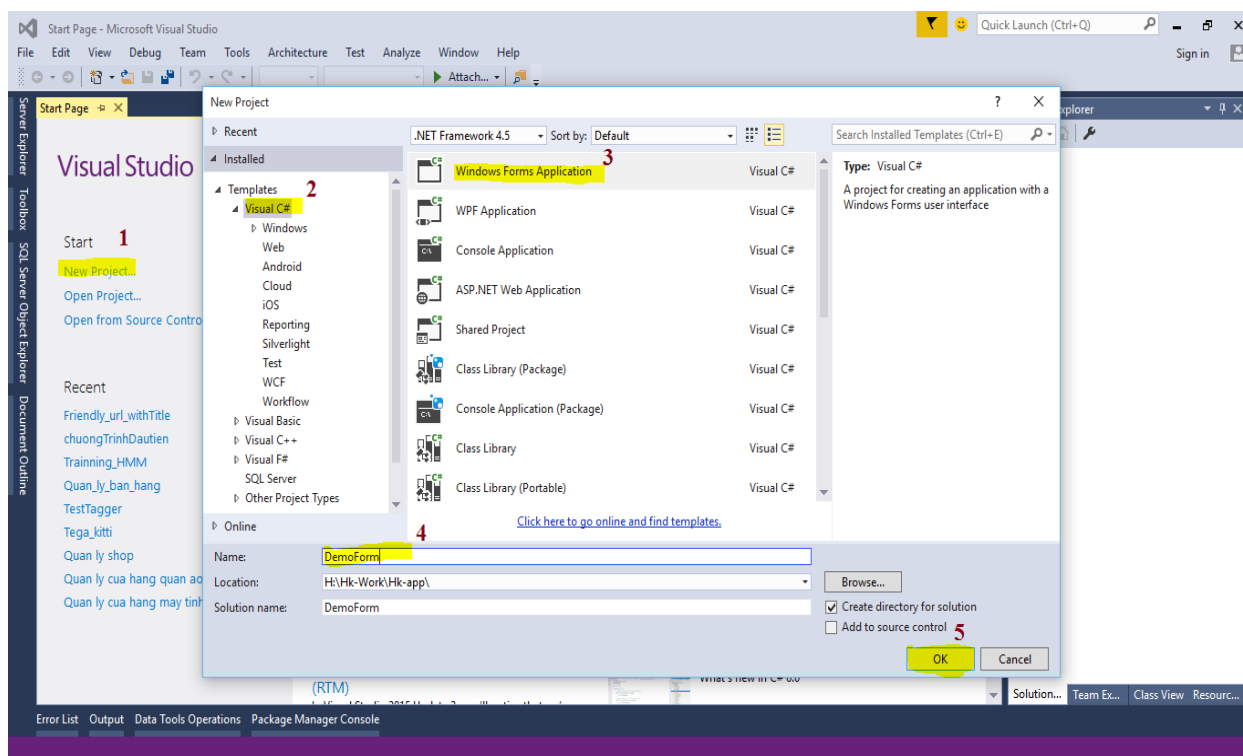 Start Page - Microsoft Visual Studio
Quick Launch (Ctrl+Q)
File Edit View Debug Team Tools Architecture Test Analyze Window Help
Sign in
Attach...
Server Explorer
Toolbox
SQL Server Object Explorer
Document Outline
Start Page
Visual Studio
Start 1
New Project...
Open Project...
Open from Source Contro
Recent
Friendly_url_withTitle
chuongTrinhDautien
Trainning_HMM
Quan_ly_ban_hang
TestTagger
Tega_kitti
Quan ly shop
Quan ly cua hang quan ao
Quan ly cua hang may tinh
New Project ?
Recent
Installed
Templates 2
Visual C#
Windows
Web
Android
Cloud
iOS
Reporting
Silverlight
Test
WCF
Workflow
Visual Basic
Visual C++
Visual F#
SQL Server
Other Project Types
Online
.NET Framework 4.5 Sort by: Default
3
Windows Forms Application Visual C#
WPF Application Visual C#
Console Application Visual C#
ASP.NET Web Application Visual C#
Shared Project Visual C#
Class Library (Package) Visual C#
Console Application (Package) Visual C#
Class Library Visual C#
Class Library (Portable) Visual C#
Click here to go online and find templates.
Search Installed Templates (Ctrl+E)
Type: Visual C#
A project for creating an application with a
Windows Forms user interface
4
Name: DemoForm
Location: H:\Hk-Work\Hk-app\
Browse...
Solution name: DemoForm
Create directory for solution
Add to source control 5
OK Cancel
xplorer
(RTM)
What's new in C# 6.0
Solution... Team Ex... Class View Resourc...
Error List Output Data Tools Operations Package Manager Console